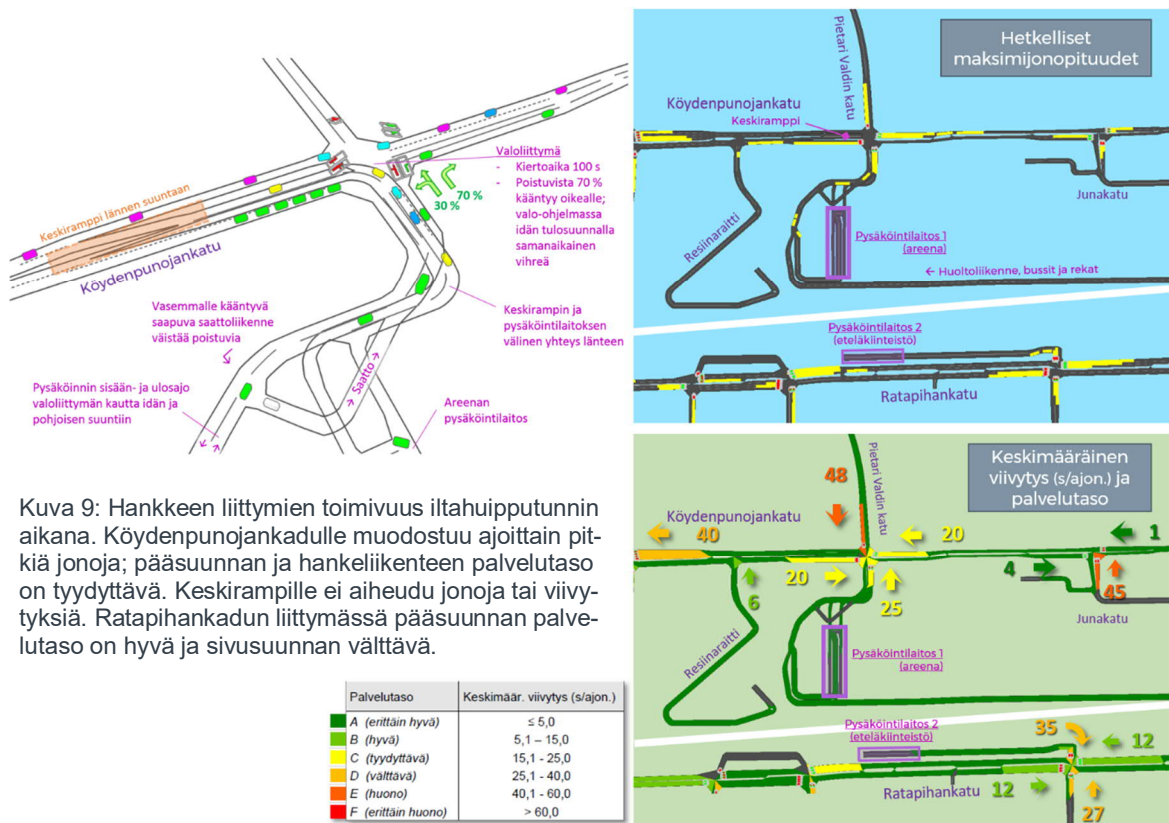 Keskiramppi lännen suuntaan
Köydenpunojankatu
Valoliittymä
- Kiertoaika 100 s
- Poistuvista 70 %
kääntyy oikealle;
valo-ohjelmassa
idän tulosuunnalla
samanaikainen
vihreä
70 %
30 %
Vasemmalle kääntyvä
saapuva saattoliikenne
väistää poistuvia
Keskirampin ja
pysäköintilaitoksen
välinen yhteys länteen
← Saatto →
Pysäköinnin sisään- ja ulosajo
valoliittymän kautta idän ja
pohjoisen suuntiin
Areenan
pysäköintilaitos
Hetkelliset
maksimijonopituudet
Pietari Valdin katu
Köydenpunojankatu
Keskiramppi
Junakatu
Resiinaraitti
Pysäköintilaitos 1
(areena)
← Huoltoliikenne, bussit ja rekat
Pysäköintilaitos 2
(eteläkiinteistö)
Ratapihankatu
Keskimääräinen
viivytys (s/ajon.) ja
palvelutaso
Pietari Valdin katu
48
Köydenpunojankatu
40
20
1
20
4
6
25
45
Junakatu
Resiinaraitti
Pysäköintilaitos 1
(areena)
Pysäköintilaitos 2
(eteläkiinteistö)
35
12
Ratapihankatu
12
27
Kuva 9: Hankkeen liittymien toimivuus iltahuipputunnin
aikana. Köydenpunojankadulle muodostuu ajoittain pit-
kiä jonoja; pääsuunnan ja hankeliikenteen palvelutaso
on tyydyttävä. Keskirampille ei aiheudu jonoja tai viivy-
tyksiä. Ratapihankadun liittymässä pääsuunnan palve-
lutaso on hyvä ja sivusuunnan välttävä.
Palvelutaso Keskimäär. viivytys (s/ajon.)
A (erittäin hyvä) ≤ 5,0
B (hyvä) 5,1 – 15,0
C (tyydyttävä) 15,1 - 25,0
D (välttävä) 25,1 - 40,0
E (huono) 40,1 - 60,0
F (erittäin huono) > 60,0